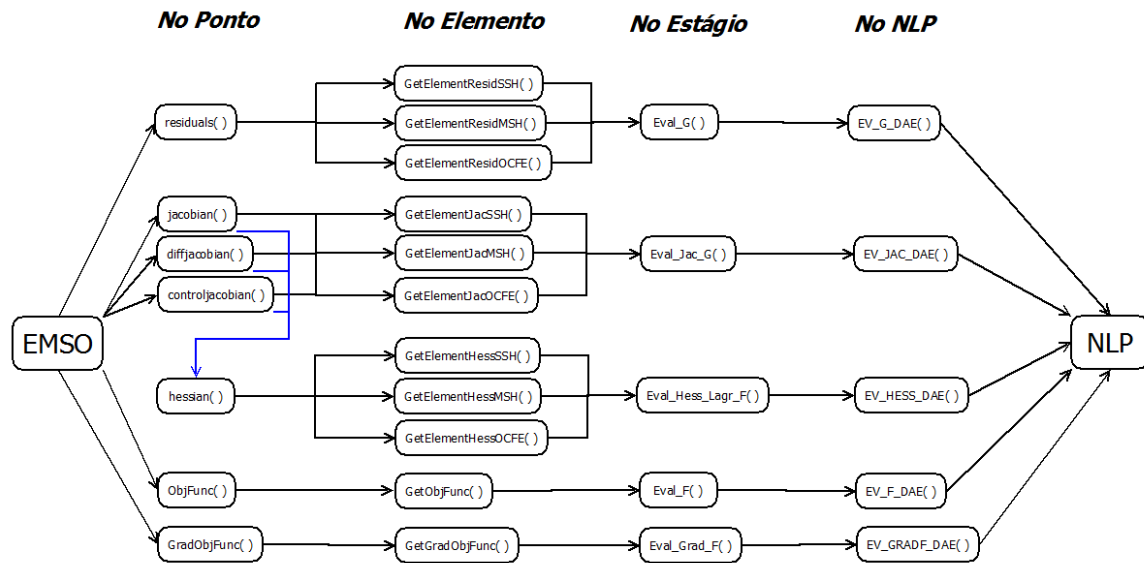 No Ponto
No Elemento
No Estágio
No NLP
GetElementResidSSH( )
residuals( )
GetElementResidMSH( )
Eval_G( )
EV_G_DAE( )
GetElementResidOCFE( )
jacobian( )
GetElementJacSSH( )
diffjacobian( )
GetElementJacMSH( )
Eval_Jac_G( )
EV_JAC_DAE( )
controljacobian( )
GetElementJacOCFE( )
EMSO
NLP
GetElementHessSSH( )
hessian( )
GetElementHessMSH( )
Eval_Hess_Lagr_F( )
EV_HESS_DAE( )
GetElementHessOCFE( )
ObjFunc( )
GetObjFunc( )
Eval_F( )
EV_F_DAE( )
GradObjFunc( )
GetGradObjFunc( )
Eval_Grad_F( )
EV_GRADF_DAE( )